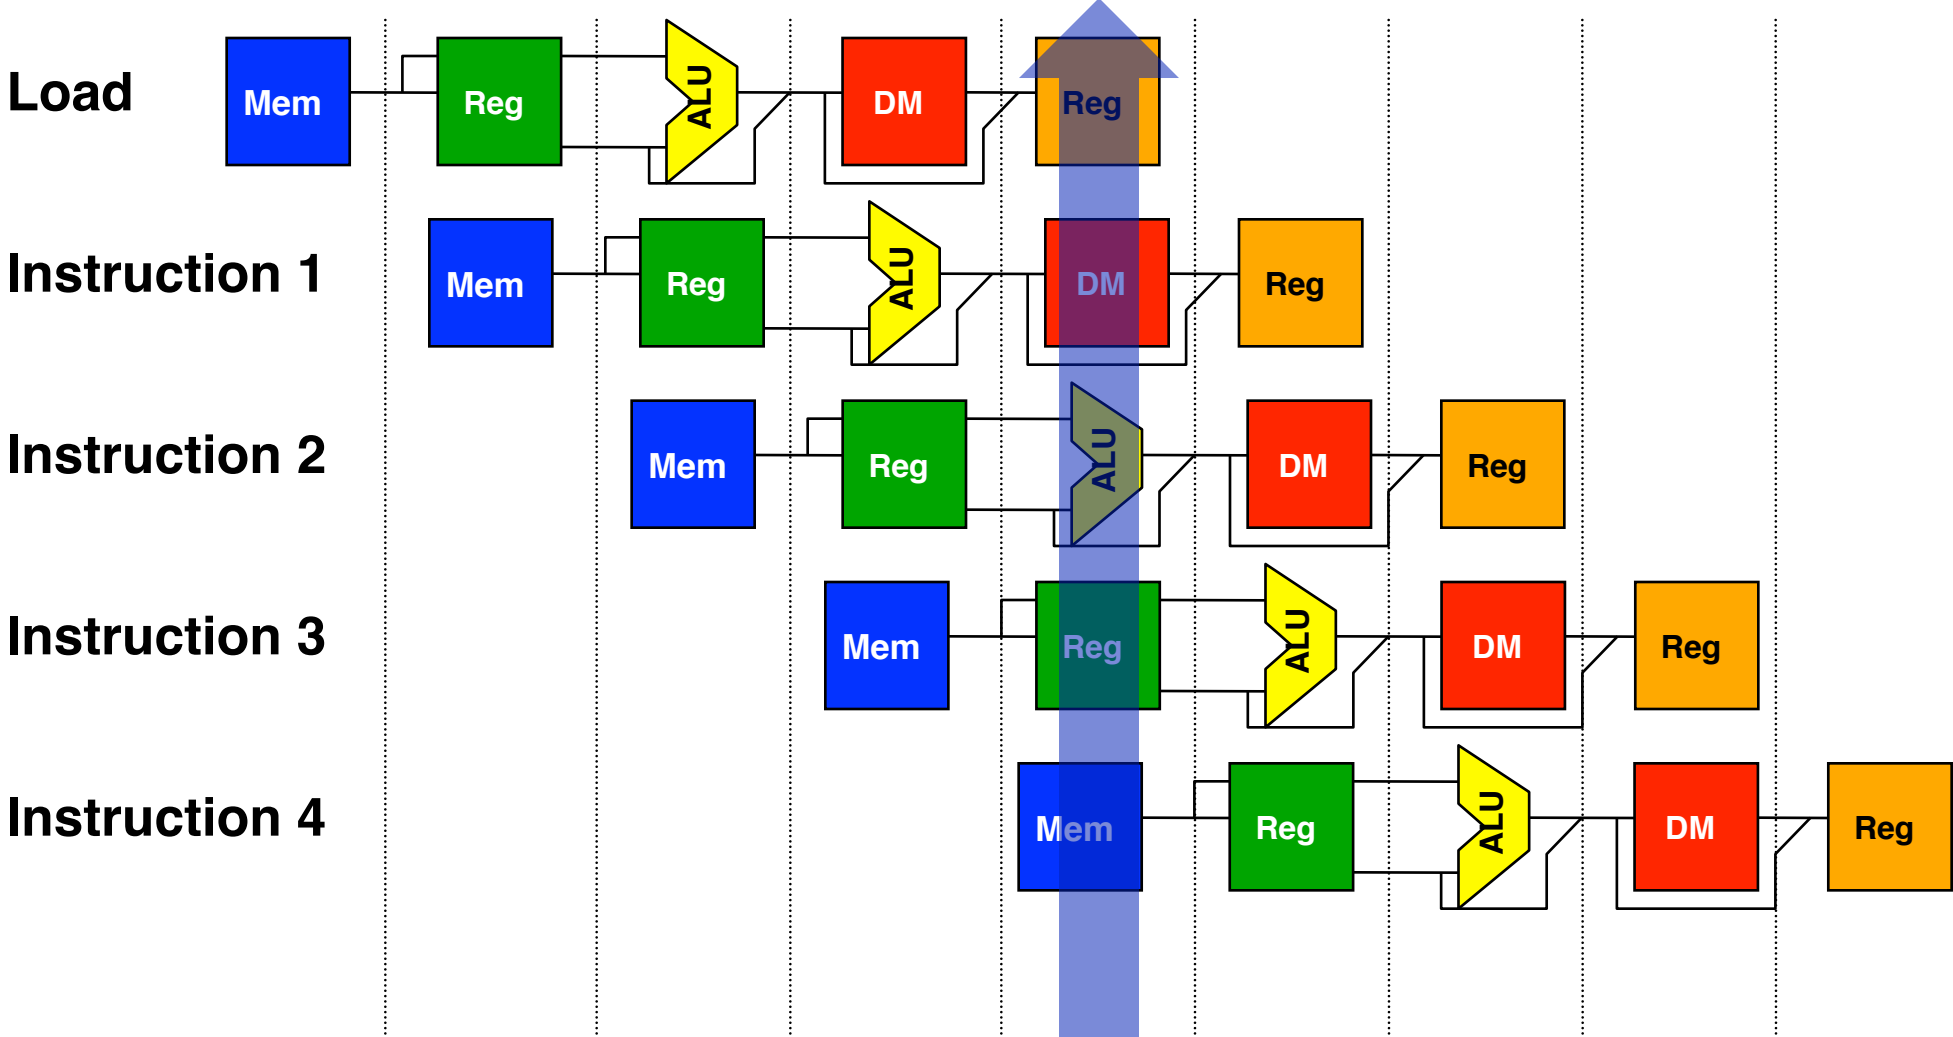 Load Mem Reg ALU DM Reg
Instruction 1 Mem Reg ALU DM Reg
Instruction 2 Mem Reg ALU DM Reg
Instruction 3 Mem Reg ALU DM Reg
Instruction 4 Mem Reg ALU DM Reg